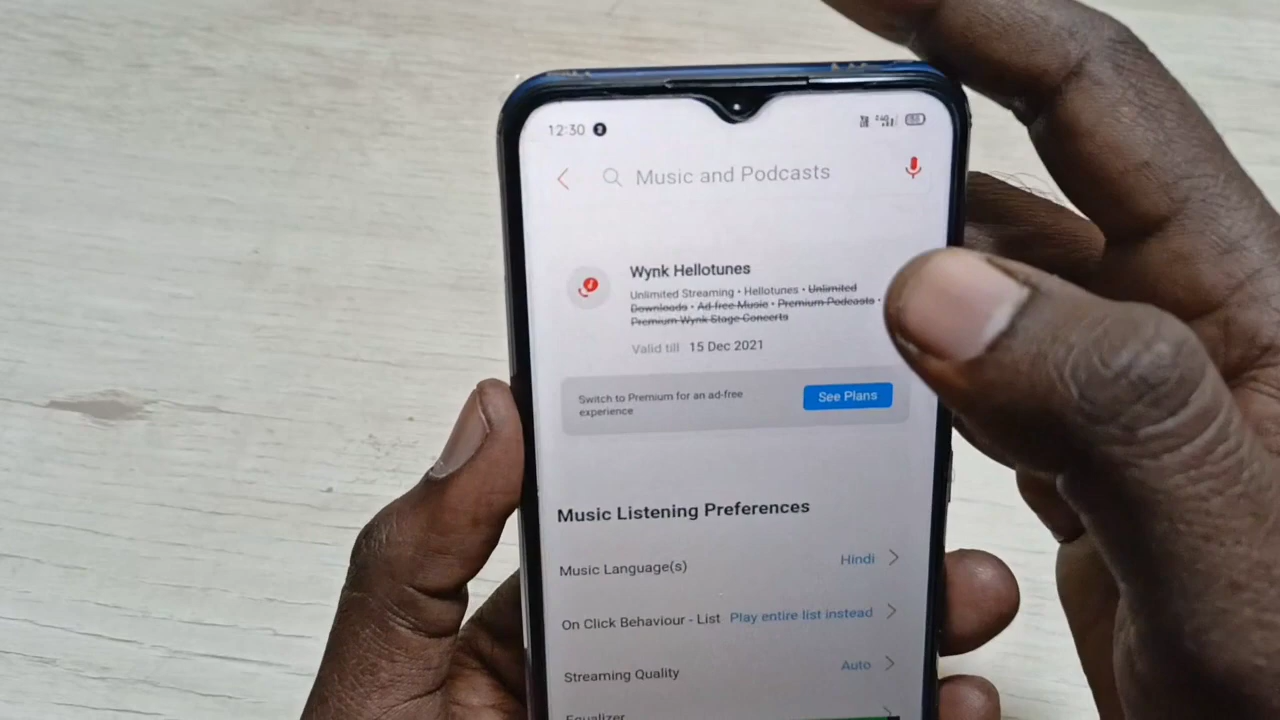 12:30
Music and Podcasts
Wynk Hellotunes
Unlimited Streaming • Hellotunes • Unlimited
Downloads • Ad-free Music • Premium Podcasts •
Premium Wynk Stage Concerts
Valid till 15 Dec 2021
Switch to Premium for an ad-free
experience
See Plans
Music Listening Preferences
Music Language(s) Hindi
On Click Behaviour - List Play entire list instead
Streaming Quality Auto
Equalizer